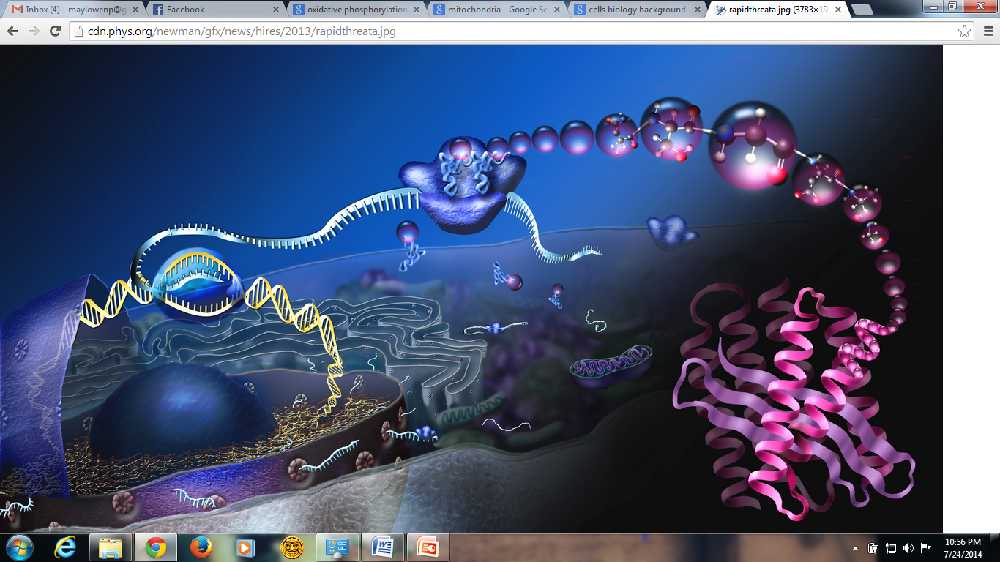 Inbox (4) - maylowenp@g
Facebook
oxidative phosphorylation
mitochondria - Google Se
cells biology background
rapidthreata.jpg (3783×19
cdn.phys.org/newman/gfx/news/hires/2013/rapidthreata.jpg
10:56 PM
7/24/2014